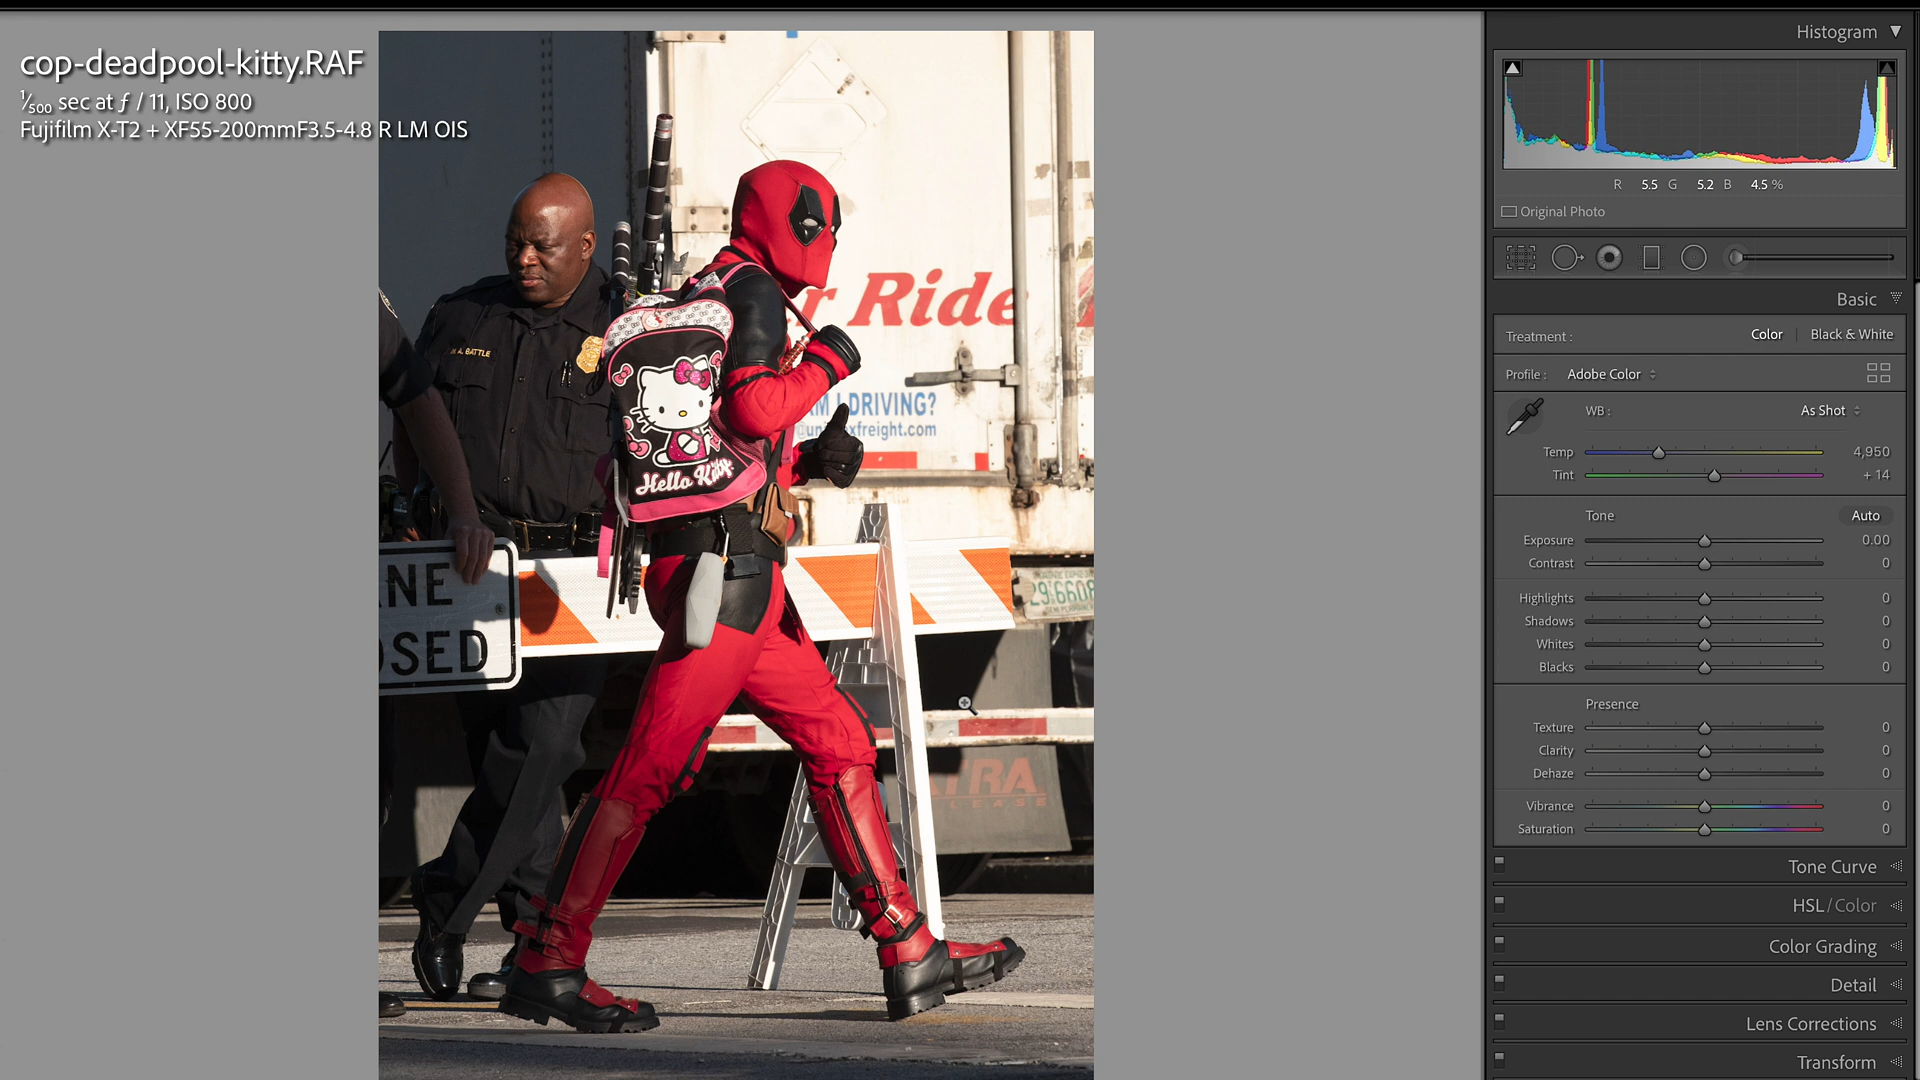 cop-deadpool-kitty.RAF
1/500 sec at ƒ / 11, ISO 800
Fujifilm X-T2 + XF55-200mmF3.5-4.8 R LM OIS
Histogram
R 5.5 G 5.2 B 4.5 %
Original Photo
Basic
Treatment : Color | Black & White
Profile : Adobe Color
WB : As Shot
Temp 4,950
Tint + 14
Tone Auto
Exposure 0.00
Contrast 0
Highlights 0
Shadows 0
Whites 0
Blacks 0
Presence
Texture 0
Clarity 0
Dehaze 0
Vibrance 0
Saturation 0
Tone Curve
HSL / Color
Color Grading
Detail
Lens Corrections
Transform
r Ride
A. BATTLE
M I DRIVING?
freight.com
Hello Kitty
NE
OSED